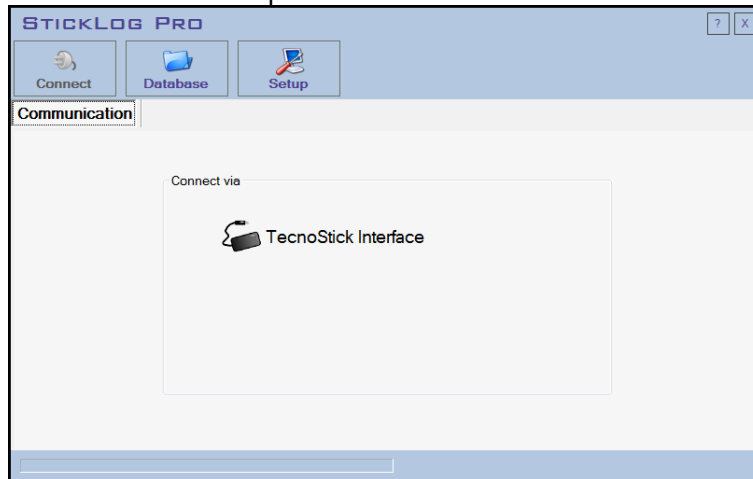 STICKLOG PRO
? X
Connect Database Setup
Communication
Connect via
TecnoStick Interface